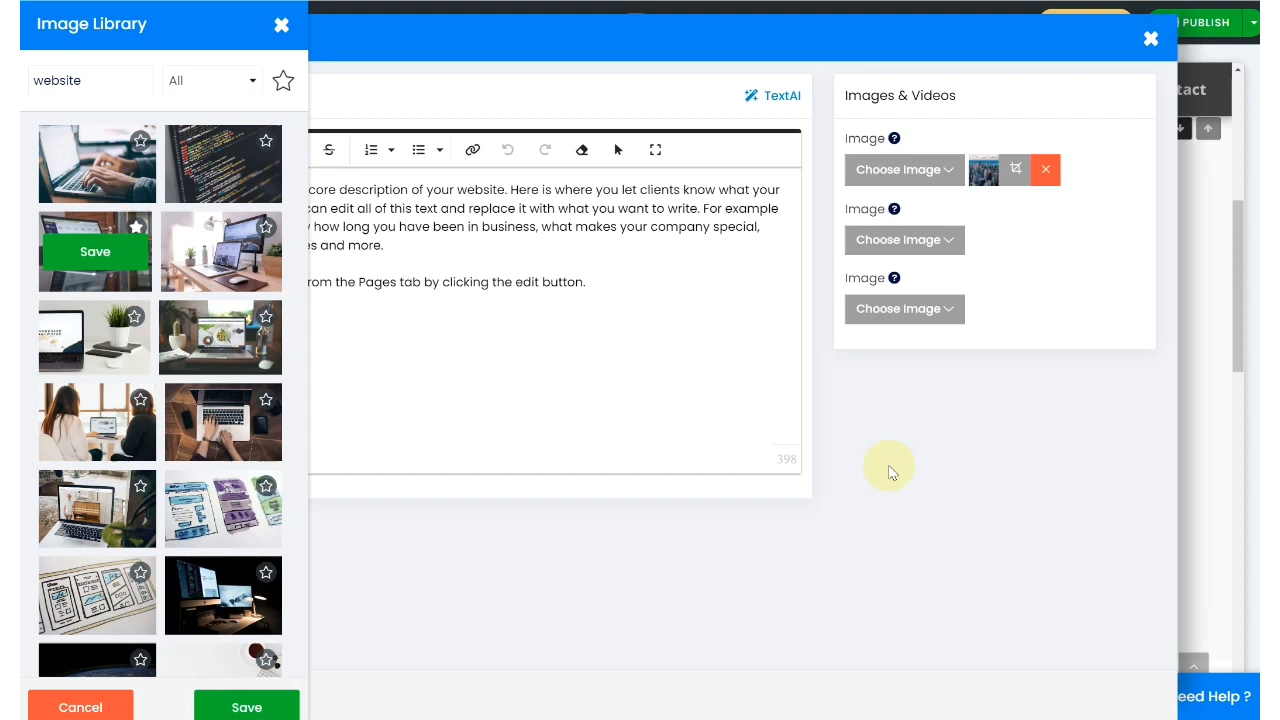 Image Library
PUBLISH
website
All
TextAI
Images & Videos
tact
Image
Choose Image
core description of your website. Here is where you let clients know what your
can edit all of this text and replace it with what you want to write. For example
how long you have been in business, what makes your company special,
and more.
Image
Choose Image
Save
rom the Pages tab by clicking the edit button.
Image
Choose Image
398
Cancel
Save
eed Help ?